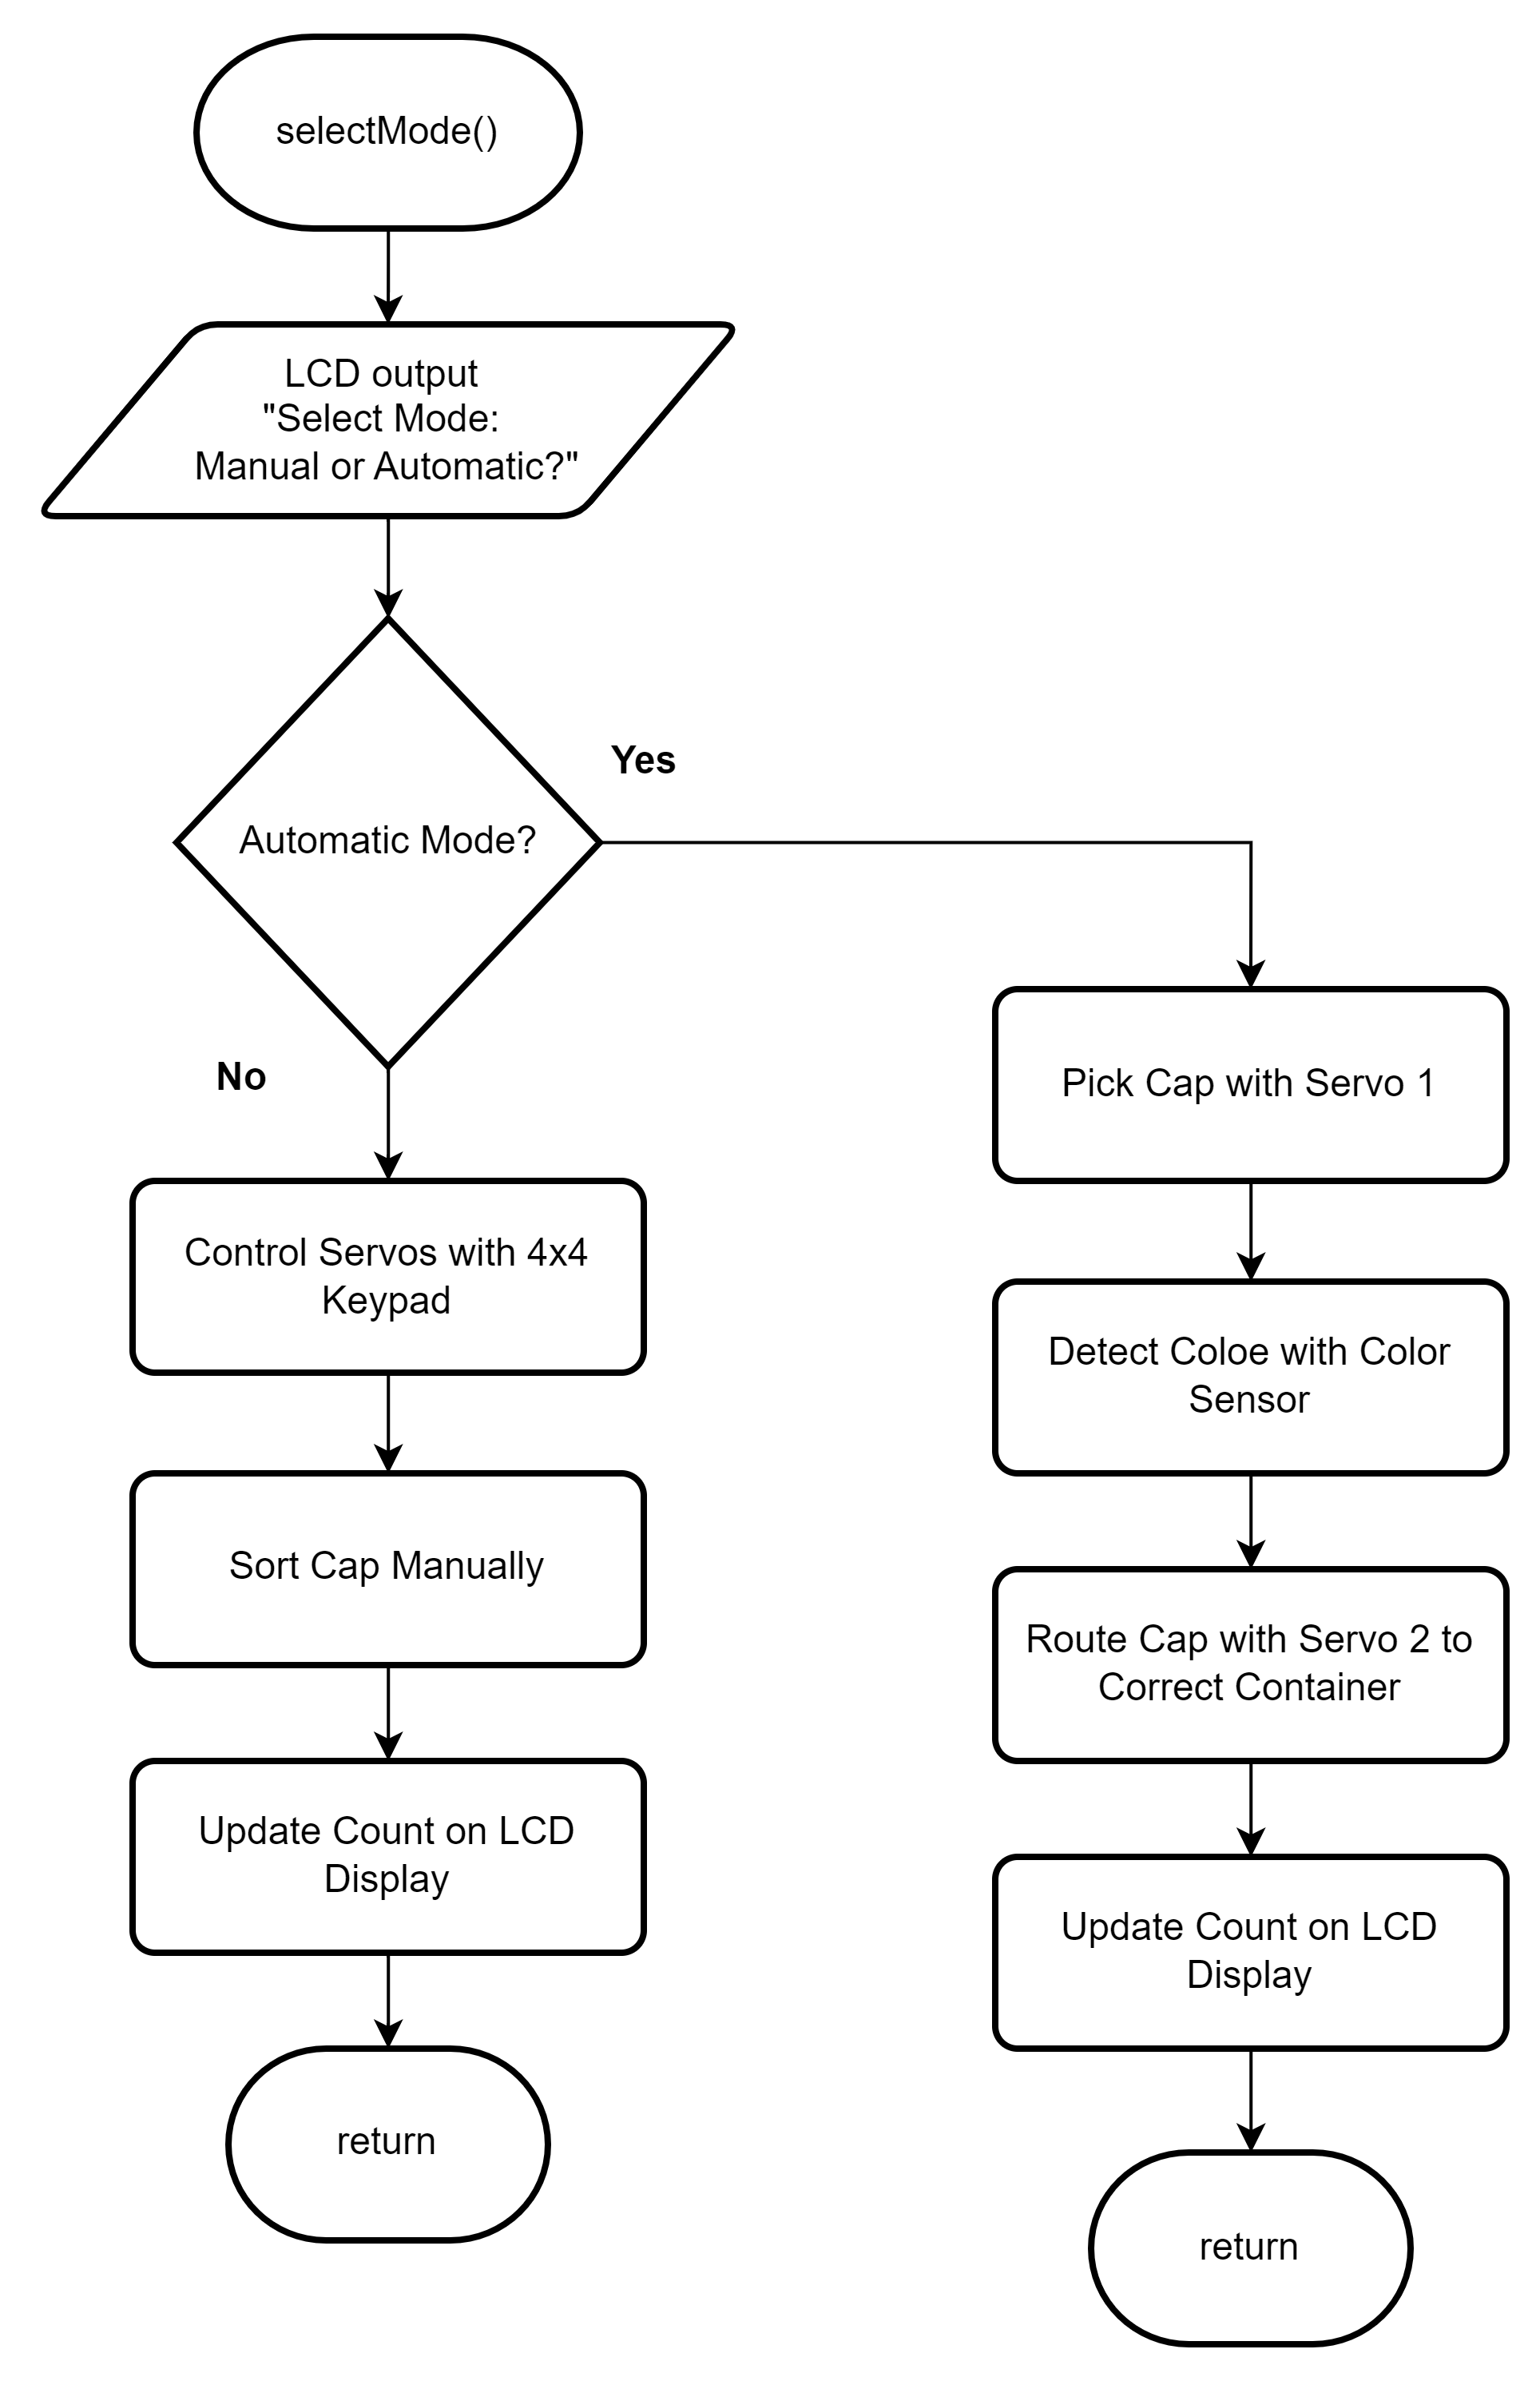 selectMode()
LCD output
"Select Mode:
Manual or Automatic?"
Automatic Mode?
Yes
No
Control Servos with 4x4
Keypad
Sort Cap Manually
Update Count on LCD
Display
return
Pick Cap with Servo 1
Detect Coloe with Color
Sensor
Route Cap with Servo 2 to
Correct Container
Update Count on LCD
Display
return